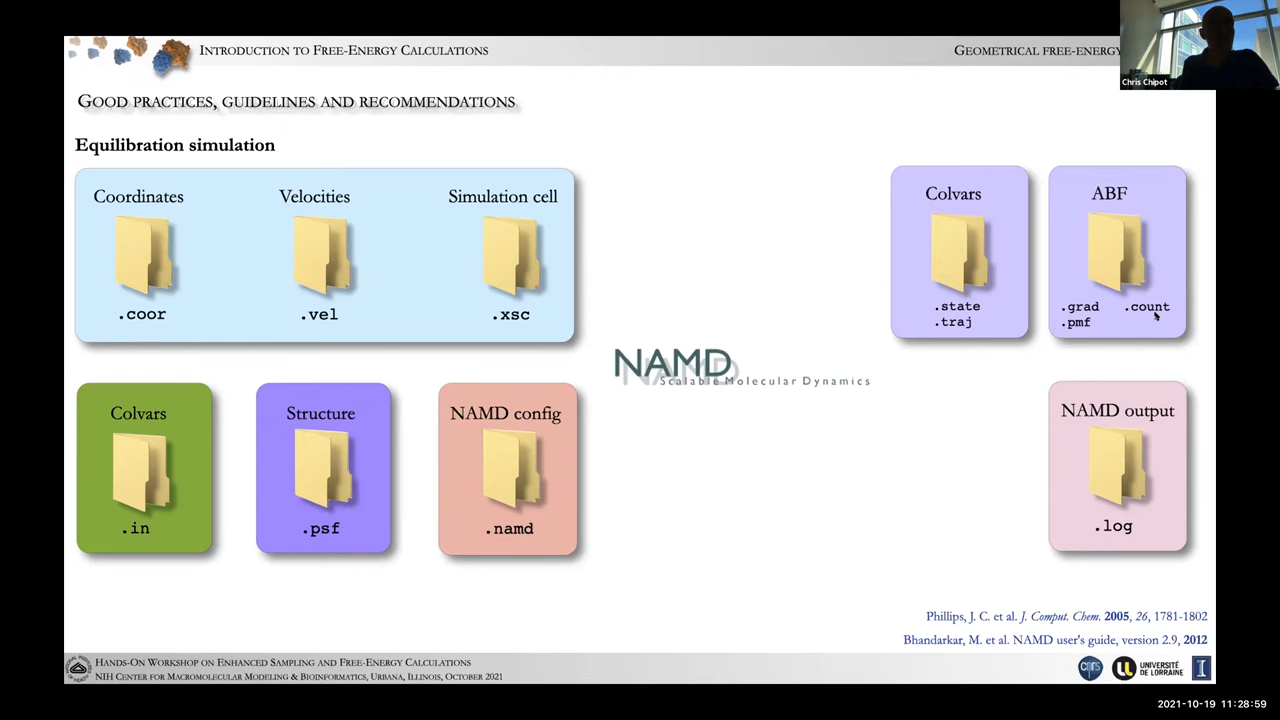 INTRODUCTION TO FREE-ENERGY CALCULATIONS
GEOMETRICAL FREE-ENERGY
Chris Chipot
GOOD PRACTICES, GUIDELINES AND RECOMMENDATIONS
Equilibration simulation
Coordinates
Velocities
Simulation cell
.coor
.vel
.xsc
Colvars
ABF
.state
.traj
.grad .count
.pmf
NAMD
Scalable Molecular Dynamics
Colvars
Structure
NAMD config
NAMD output
.in
.psf
.namd
.log
Phillips, J. C. et al. J. Comput. Chem. 2005, 26, 1781-1802
Bhandarkar, M. et al. NAMD user's guide, version 2.9, 2012
HANDS-ON WORKSHOP ON ENHANCED SAMPLING AND FREE-ENERGY CALCULATIONS
NIH CENTER FOR MACROMOLECULAR MODELING & BIOINFORMATICS, URBANA, ILLINOIS, OCTOBER 2021
cnrs
UNIVERSITÉ
DE LORRAINE
2021-10-19 11:28:59